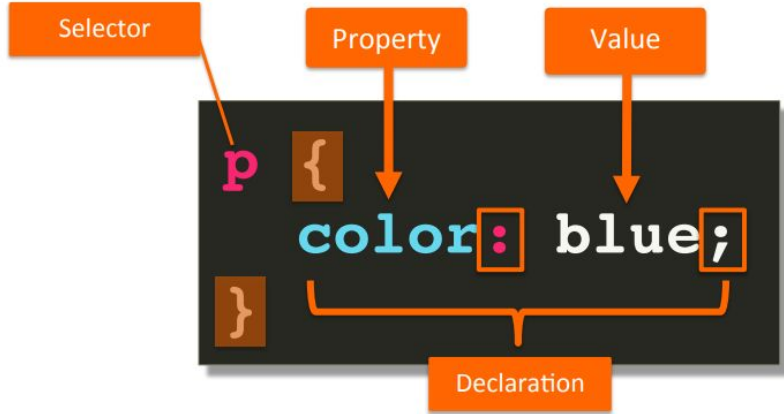 Selector
Property
Value
p {
color: blue;
}
Declaration